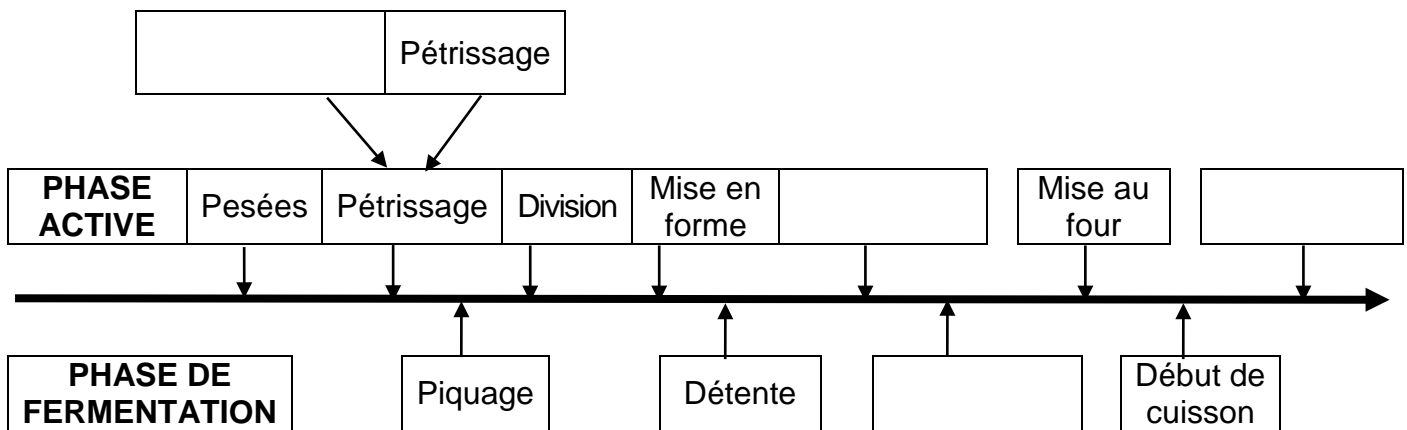 Pétrissage
PHASE
ACTIVE
Pesées
Pétrissage
Division
Mise en
forme
Mise au
four
PHASE DE
FERMENTATION
Piquage
Détente
Début de
cuisson